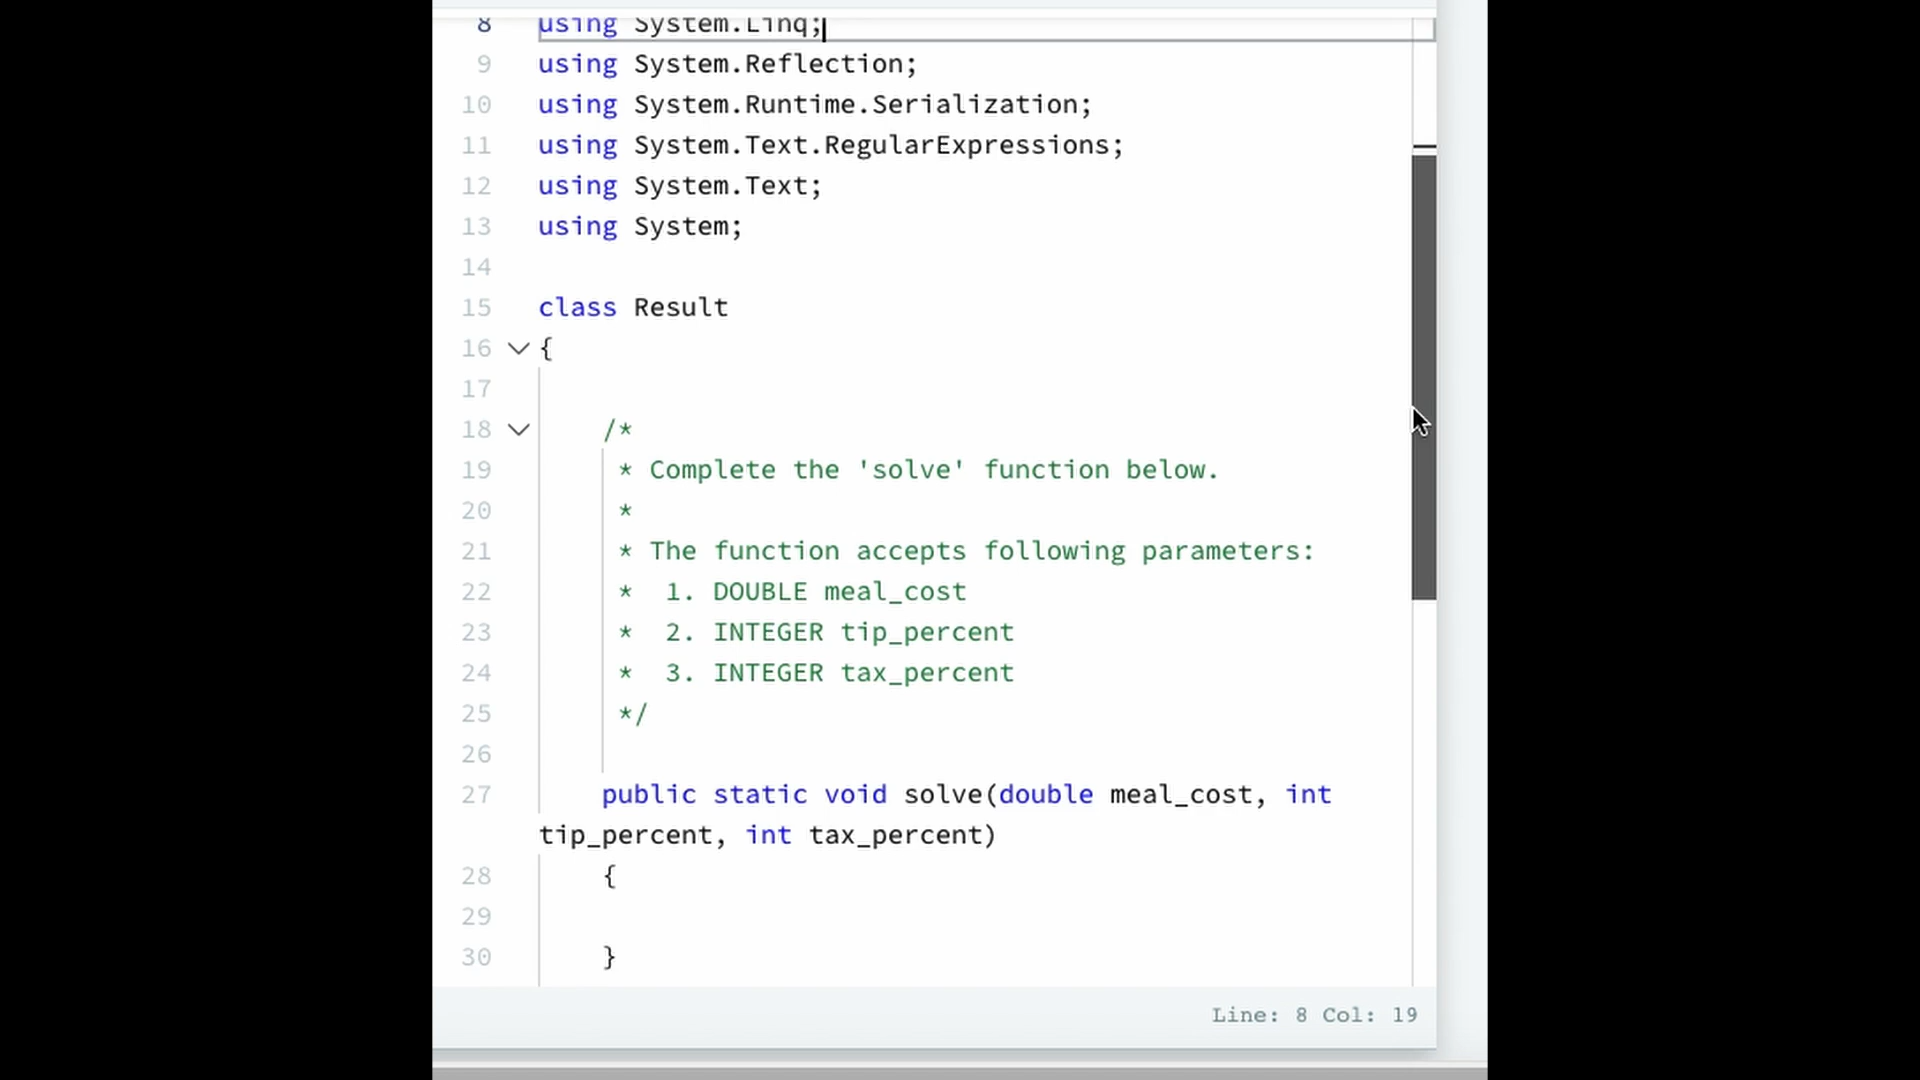 8 using System.Linq;
9 using System.Reflection;
10 using System.Runtime.Serialization;
11 using System.Text.RegularExpressions;
12 using System.Text;
13 using System;
14
15 class Result
16 {
17
18 /*
19 * Complete the 'solve' function below.
20 *
21 * The function accepts following parameters:
22 *  1. DOUBLE meal_cost
23 *  2. INTEGER tip_percent
24 *  3. INTEGER tax_percent
25 */
26
27 public static void solve(double meal_cost, int
tip_percent, int tax_percent)
28 {
29
30 }
Line: 8 Col: 19